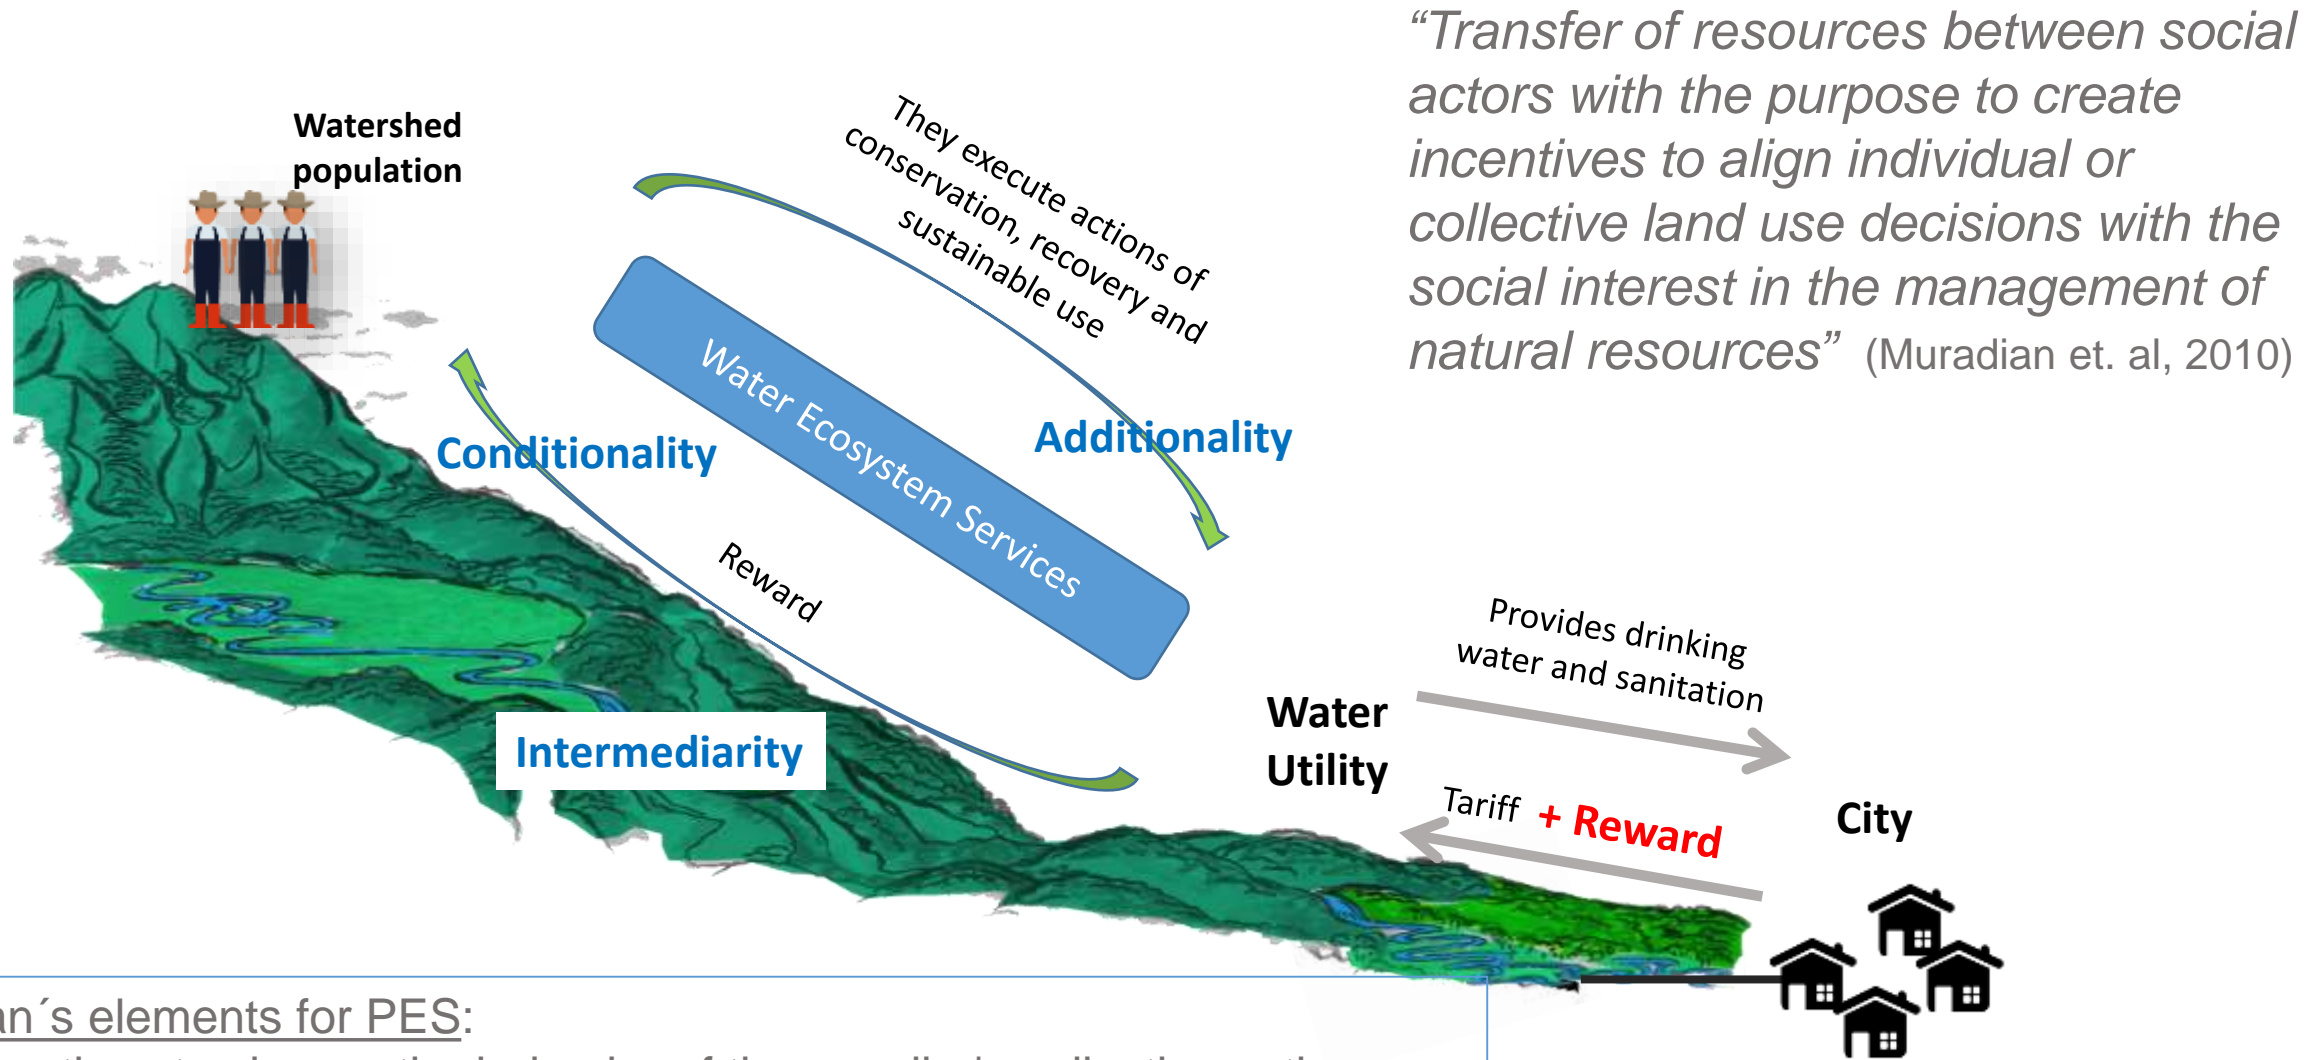 “Transfer of resources between social
actors with the purpose to create
incentives to align individual or
collective land use decisions with the
social interest in the management of
natural resources” (Muradian et. al, 2010)
Watershed
population
They execute actions of
conservation, recovery and
sustainable use
Water Ecosystem Services
Conditionality
Additionality
Reward
Intermediarity
Water
Utility
Provides drinking
water and sanitation
Tariff + Reward
City
an´s elements for PES: